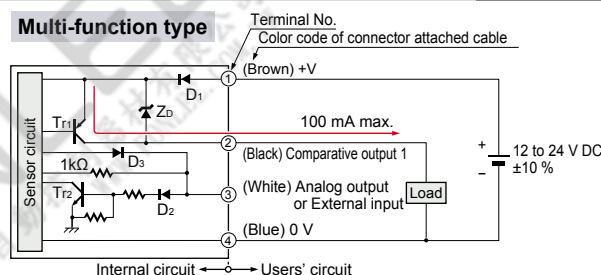 Multi-function type
Terminal No.
Color code of connector attached cable
(Brown) +V
1
D1
Tr1
ZD
100 mA max.
2
(Black) Comparative output 1
Sensor circuit
1kΩ
D3
Tr2
D2
3
(White) Analog output
or External input
Load
+
−
12 to 24 V DC
±10 %
4
(Blue) 0 V
Internal circuit
Users' circuit